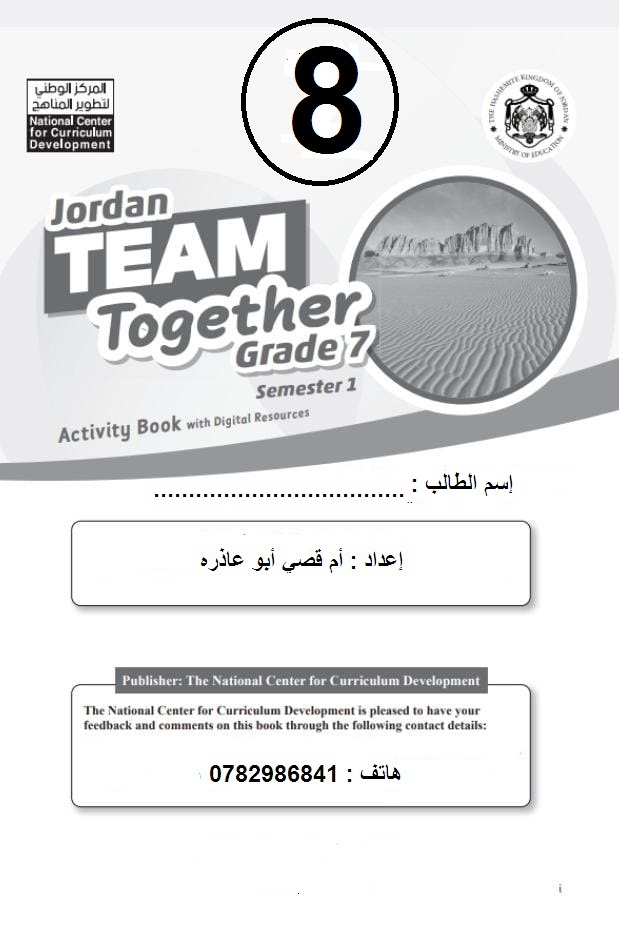 8
المركز الوطني
لتطوير المناهج
National Center
for Curriculum
Development
THE HASHEMITE KINGDOM OF JORDAN
MINISTRY OF EDUCATION
Jordan
TEAM
Together
Grade 7
Semester 1
Activity Book with Digital Resources
إسم الطالب : ....................................
إعداد : أم قصي أبو عاذره
Publisher: The National Center for Curriculum Development
The National Center for Curriculum Development is pleased to have your
feedback and comments on this book through the following contact details:
هاتف : 0782986841
i